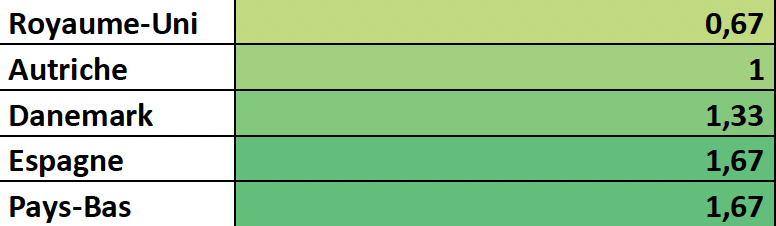 Royaume-Uni 0,67
Autriche 1
Danemark 1,33
Espagne 1,67
Pays-Bas 1,67